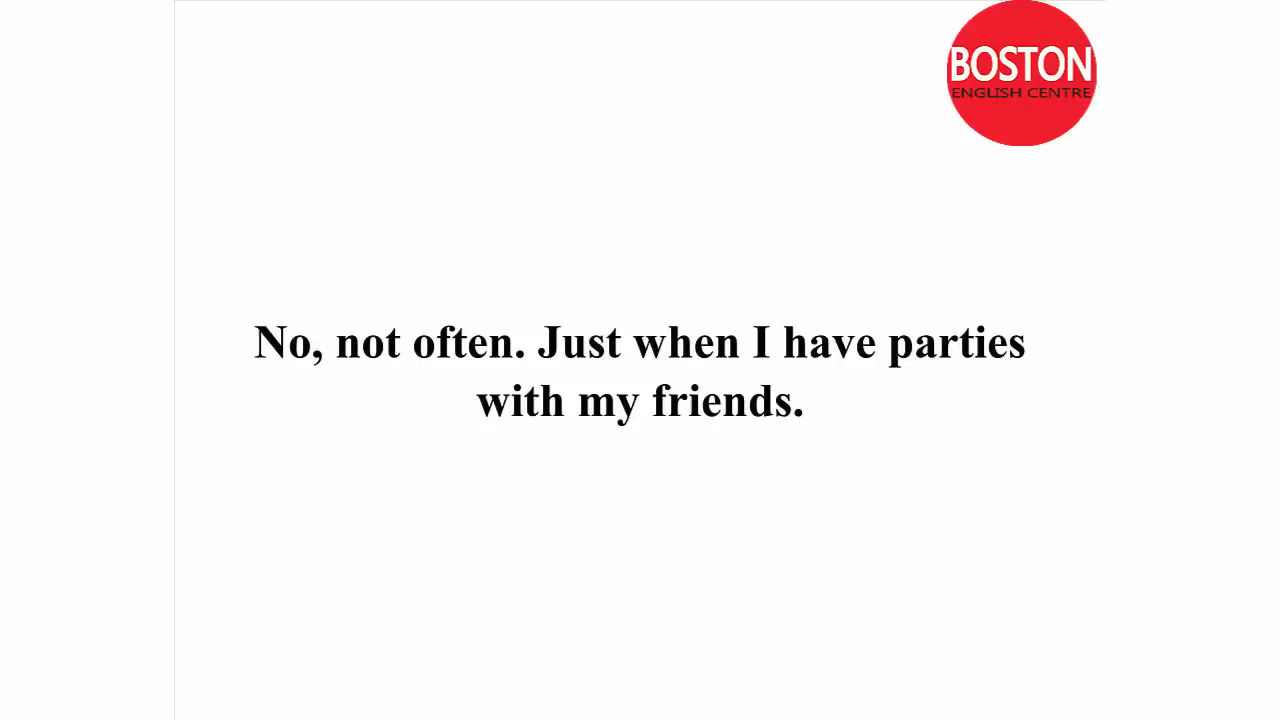 BOSTON
ENGLISH CENTRE
No, not often. Just when I have parties
with my friends.